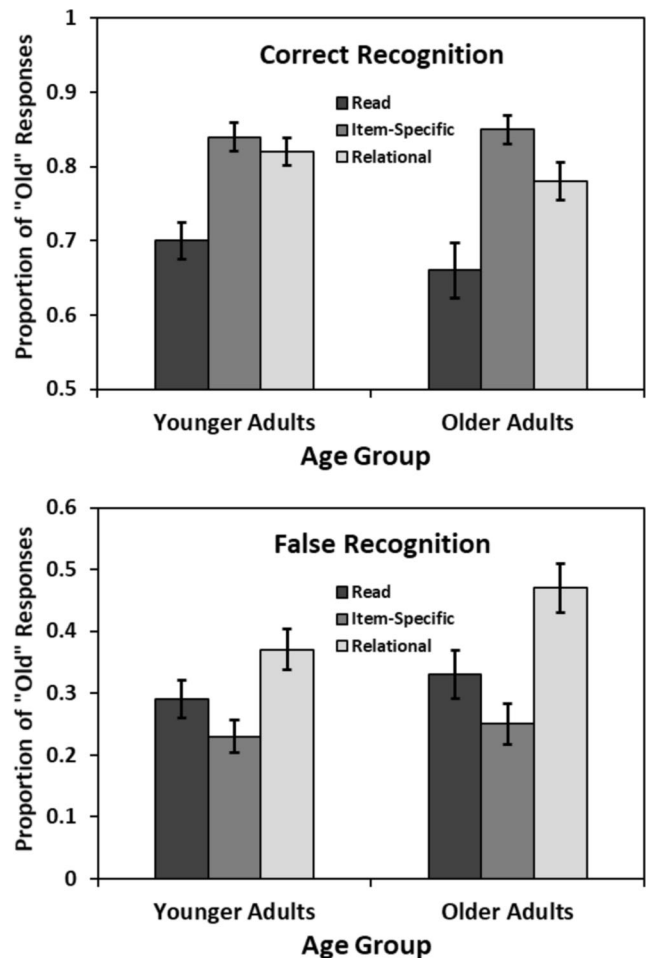 Correct Recognition
Proportion of "Old" Responses
1
0.9
0.8
0.7
0.6
0.5
Read
Item-Specific
Relational
Younger Adults Older Adults
Age Group
False Recognition
Proportion of "Old" Responses
0.6
0.5
0.4
0.3
0.2
0.1
0
Read
Item-Specific
Relational
Younger Adults Older Adults
Age Group